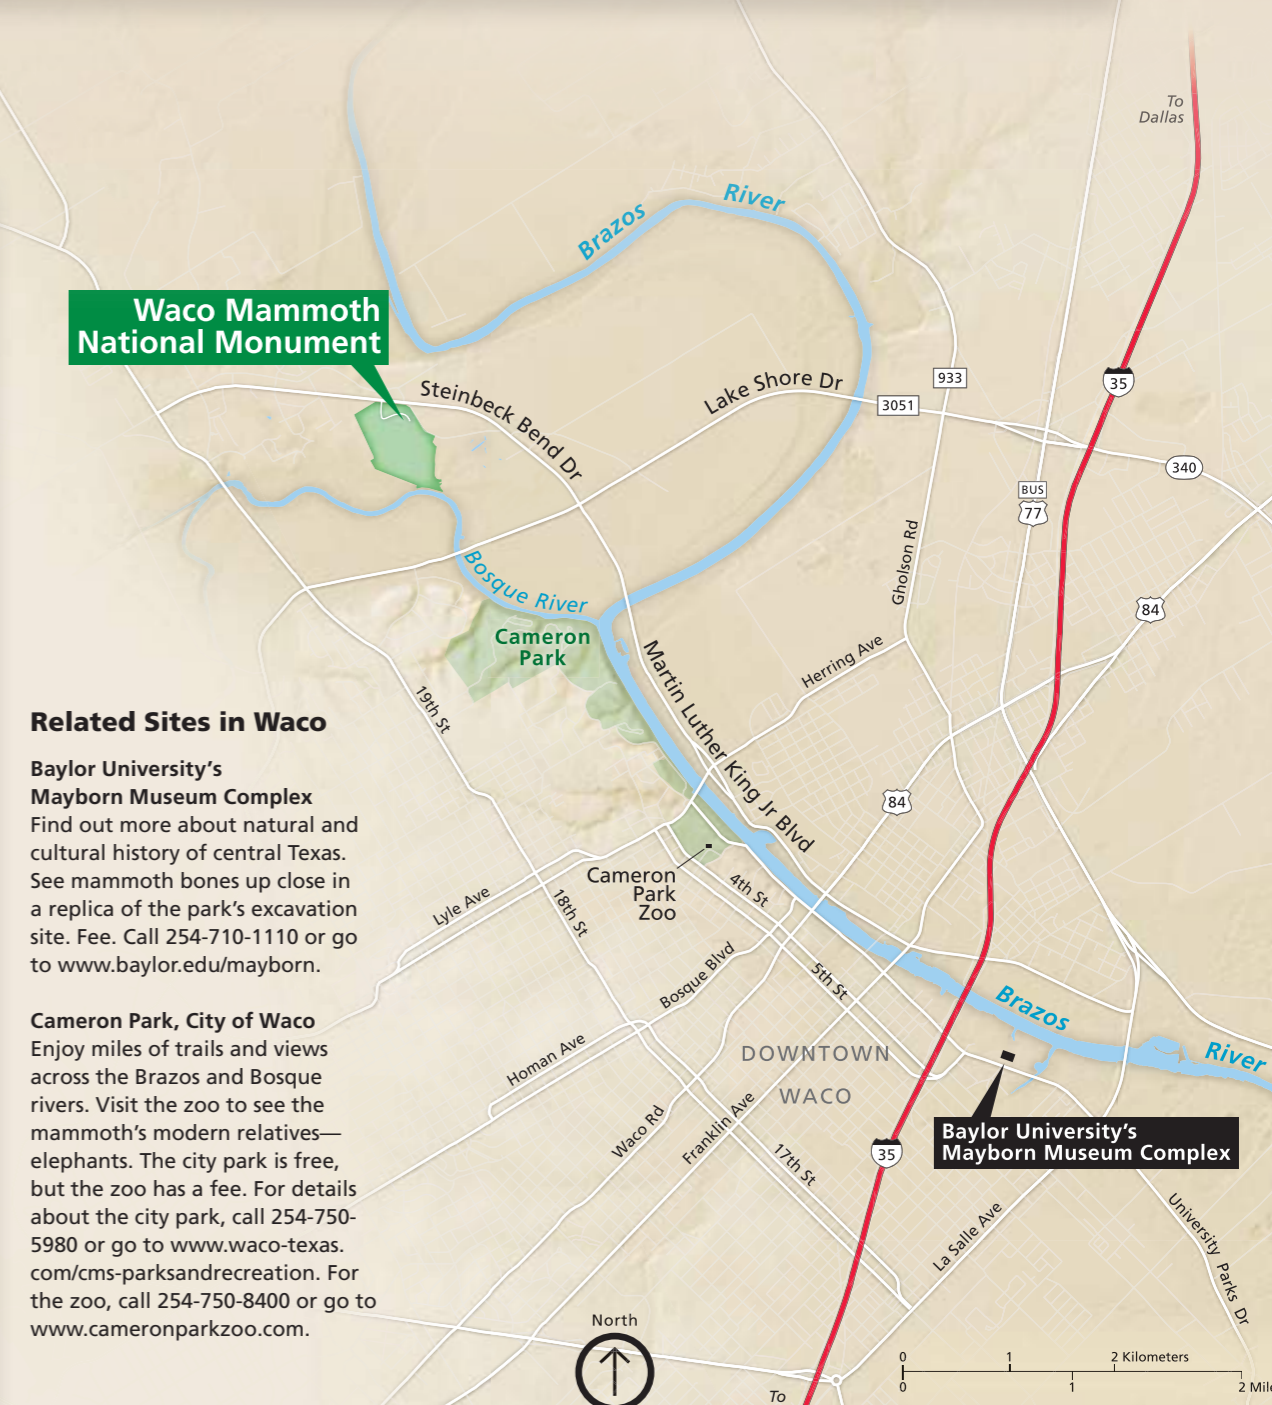 To
Dallas
Brazos
River
Waco Mammoth
National Monument
Steinbeck Bend Dr
Lake Shore Dr
933
3051
35
340
BUS
77
Gholson Rd
Bosque River
84
Cameron
Park
Martin Luther King Jr Blvd
Herring Ave
19th St
84
Related Sites in Waco
Baylor University’s
Mayborn Museum Complex
Find out more about natural and
cultural history of central Texas.
See mammoth bones up close in
a replica of the park’s excavation
site. Fee. Call 254-710-1110 or go
to www.baylor.edu/mayborn.
Cameron Park, City of Waco
Enjoy miles of trails and views
across the Brazos and Bosque
rivers. Visit the zoo to see the
mammoth’s modern relatives—
elephants. The city park is free,
but the zoo has a fee. For details
about the city park, call 254-750-
5980 or go to www.waco-texas.
com/cms-parksandrecreation. For
the zoo, call 254-750-8400 or go to
www.cameronparkzoo.com.
Cameron
Park
Zoo
4th St
Lyle Ave
18th St
Bosque Blvd
5th St
Brazos
River
Homan Ave
DOWNTOWN
WACO
Waco Rd
Franklin Ave
17th St
35
Baylor University’s
Mayborn Museum Complex
La Salle Ave
University Parks Dr
North
0 1 2 Kilometers
0 1 2 Mile
To